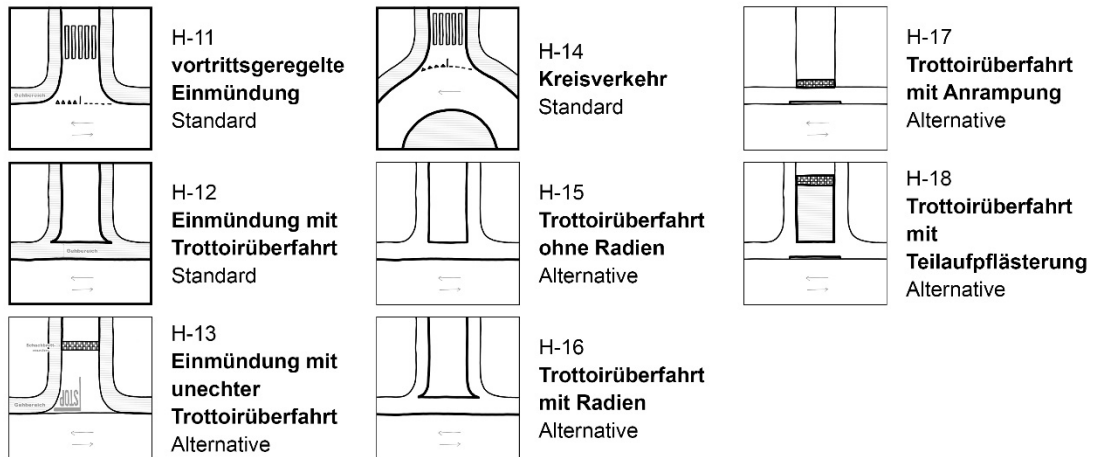 H-11
vortrittsgeregelte
Einmündung
Standard
Gehbereich
H-12
Einmündung mit
Trottoirüberfahrt
Standard
Gehbereich
H-13
Einmündung mit
unechter
Trottoirüberfahrt
Alternative
Gehbereich
STOP
H-14
Kreisverkehr
Standard
H-15
Trottoirüberfahrt
ohne Radien
Alternative
H-16
Trottoirüberfahrt
mit Radien
Alternative
H-17
Trottoirüberfahrt
mit Anrampung
Alternative
H-18
Trottoirüberfahrt
mit
Teilaufpflästerung
Alternative